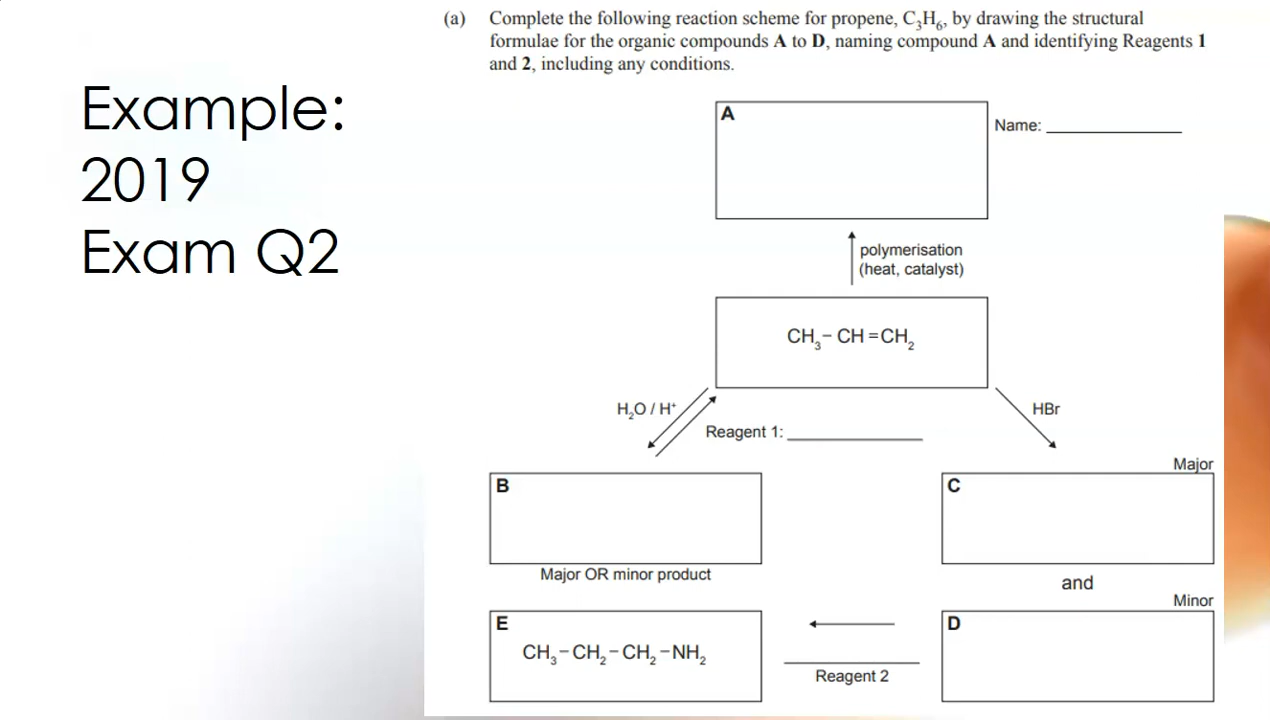 Example:
2019
Exam Q2
(a) Complete the following reaction scheme for propene, C₃H₆, by drawing the structural
formulae for the organic compounds A to D, naming compound A and identifying Reagents 1
and 2, including any conditions.
A
Name: ____________
polymerisation
(heat, catalyst)
CH₃–CH=CH₂
H₂O / H⁺
HBr
Reagent 1: ____________
Major
B
C
Major OR minor product
and
Minor
E
D
CH₃–CH₂–CH₂–NH₂
Reagent 2